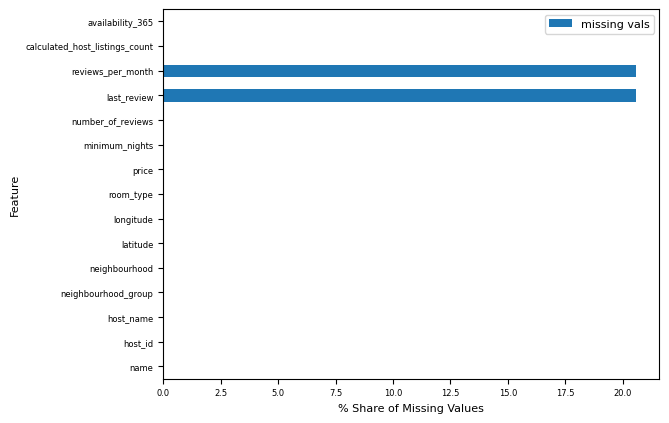 missing vals
availability_365
calculated_host_listings_count
reviews_per_month
last_review
number_of_reviews
minimum_nights
price
room_type
longitude
latitude
neighbourhood
neighbourhood_group
host_name
host_id
name
Feature
0.0 2.5 5.0 7.5 10.0 12.5 15.0 17.5 20.0
% Share of Missing Values